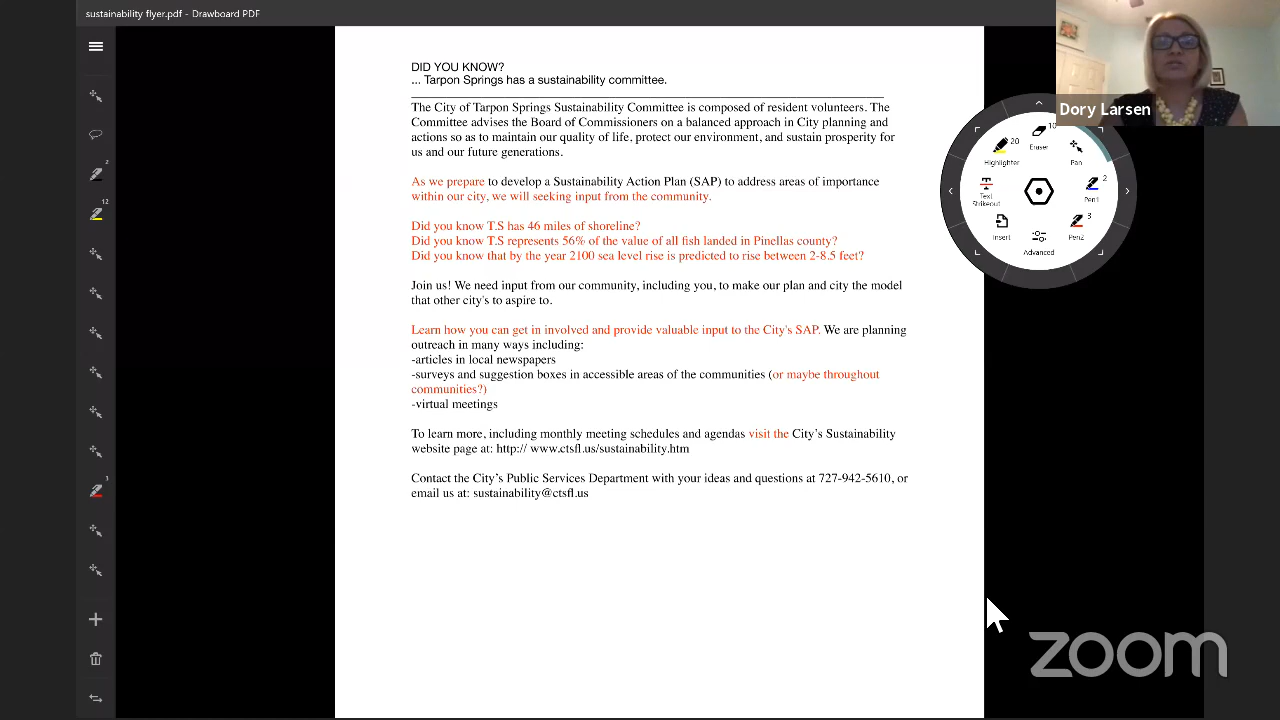 sustainability flyer.pdf - Drawboard PDF
DID YOU KNOW?
... Tarpon Springs has a sustainability committee.
The City of Tarpon Springs Sustainability Committee is composed of resident volunteers. The
Committee advises the Board of Commissioners on a balanced approach in City planning and
actions so as to maintain our quality of life, protect our environment, and sustain prosperity for
us and our future generations.
As we prepare to develop a Sustainability Action Plan (SAP) to address areas of importance
within our city, we will seeking input from the community.
Did you know T.S has 46 miles of shoreline?
Did you know T.S represents 56% of the value of all fish landed in Pinellas county?
Did you know that by the year 2100 sea level rise is predicted to rise between 2-8.5 feet?
Join us! We need input from our community, including you, to make our plan and city the model
that other city's to aspire to.
Learn how you can get in involved and provide valuable input to the City's SAP. We are planning
outreach in many ways including:
-articles in local newspapers
-surveys and suggestion boxes in accessible areas of the communities (or maybe throughout
communities?)
-virtual meetings
To learn more, including monthly meeting schedules and agendas visit the City's Sustainability
website page at: http:// www.ctsfl.us/sustainability.htm
Contact the City's Public Services Department with your ideas and questions at 727-942-5610, or
email us at: sustainability@ctsfl.us
2
12
3
Dory Larsen
10
Eraser
20
Highlighter
Pan
Text
Strikeout
2
Pen1
Insert
3
Pen2
Advanced
zoom